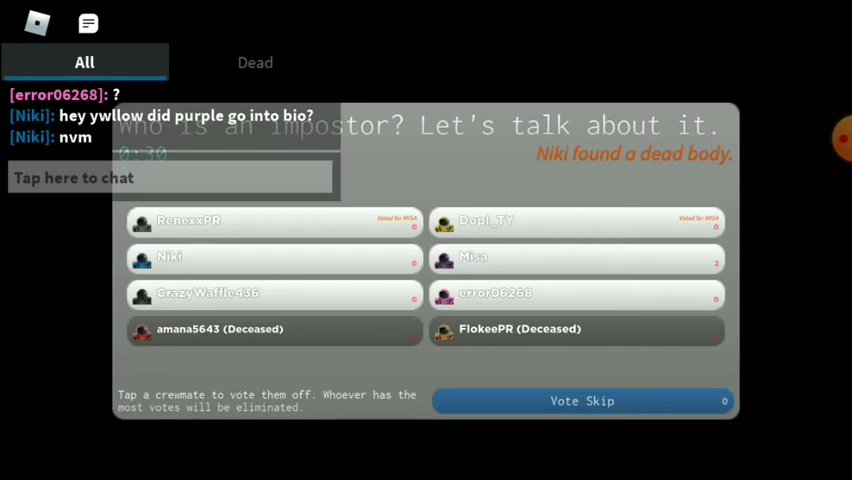 All
Dead
[error06268]: ?
[Niki]: hey ywllow did purple go into bio?
[Niki]: nvm
Who is an impostor? Let's talk about it.
0:30
Niki found a dead body.
Tap here to chat
RenexxPR
Voted for MISA
0
Dopl_TY
Voted for MISA
0
Niki
0
Misa
2
CrazyWaffle436
0
error06268
0
amana5643 (Deceased)
FlokeePR (Deceased)
Tap a crewmate to vote them off. Whoever has the
most votes will be eliminated.
Vote Skip
0